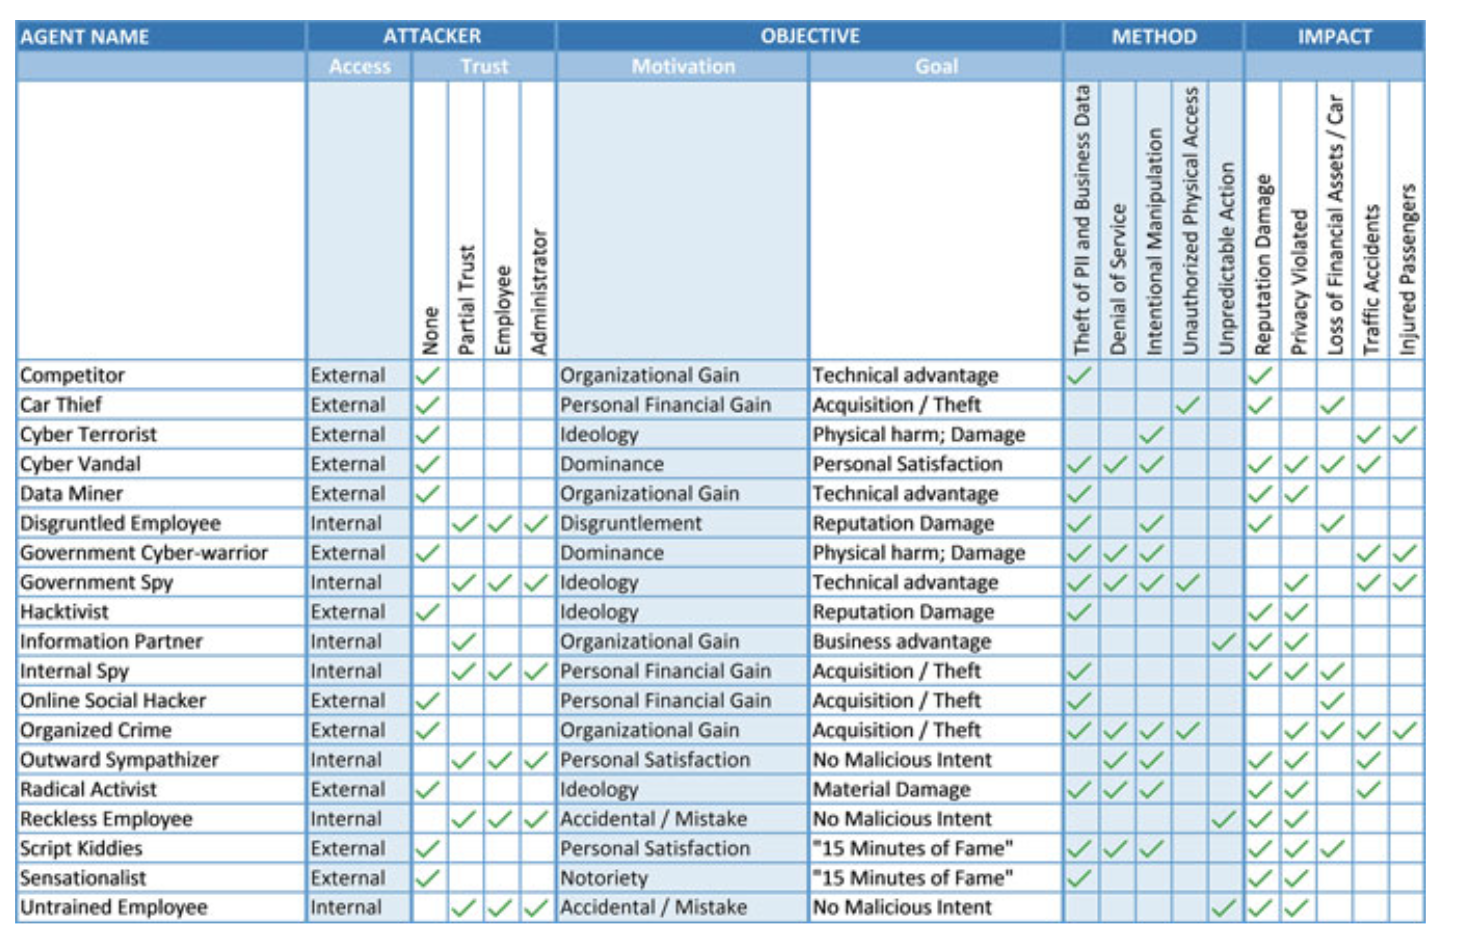 AGENT NAME ATTACKER OBJECTIVE METHOD IMPACT
Access Trust Motivation Goal
None
Partial Trust
Employee
Administrator
Theft of PII and Business Data
Denial of Service
Intentional Manipulation
Unauthorized Physical Access
Unpredictable Action
Reputation Damage
Privacy Violated
Loss of Financial Assets / Car
Traffic Accidents
Injured Passengers
Competitor External ✓ Organizational Gain Technical advantage ✓ ✓
Car Thief External ✓ Personal Financial Gain Acquisition / Theft ✓ ✓ ✓
Cyber Terrorist External ✓ Ideology Physical harm; Damage ✓ ✓ ✓
Cyber Vandal External ✓ Dominance Personal Satisfaction ✓ ✓ ✓ ✓ ✓ ✓ ✓
Data Miner External ✓ Organizational Gain Technical advantage ✓ ✓ ✓
Disgruntled Employee Internal ✓ ✓ ✓ Disgruntlement Reputation Damage ✓ ✓ ✓ ✓
Government Cyber-warrior External ✓ Dominance Physical harm; Damage ✓ ✓ ✓ ✓ ✓
Government Spy Internal ✓ ✓ ✓ Ideology Technical advantage ✓ ✓ ✓ ✓ ✓ ✓ ✓
Hacktivist External ✓ Ideology Reputation Damage ✓ ✓ ✓
Information Partner Internal ✓ Organizational Gain Business advantage ✓ ✓ ✓
Internal Spy Internal ✓ ✓ ✓ Personal Financial Gain Acquisition / Theft ✓ ✓ ✓ ✓
Online Social Hacker External ✓ Personal Financial Gain Acquisition / Theft ✓ ✓
Organized Crime External ✓ Organizational Gain Acquisition / Theft ✓ ✓ ✓ ✓ ✓ ✓ ✓ ✓
Outward Sympathizer Internal ✓ ✓ ✓ Personal Satisfaction No Malicious Intent ✓ ✓ ✓ ✓ ✓
Radical Activist External ✓ Ideology Material Damage ✓ ✓ ✓ ✓ ✓ ✓
Reckless Employee Internal ✓ ✓ ✓ Accidental / Mistake No Malicious Intent ✓ ✓ ✓
Script Kiddies External ✓ Personal Satisfaction "15 Minutes of Fame" ✓ ✓ ✓ ✓ ✓ ✓
Sensationalist External ✓ Notoriety "15 Minutes of Fame" ✓ ✓ ✓
Untrained Employee Internal ✓ ✓ ✓ Accidental / Mistake No Malicious Intent ✓ ✓ ✓